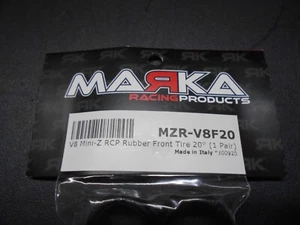 MARKA
RACING PRODUCTS
MZR-V8F20
V8 Mini-Z RCP Rubber Front Tire 20° (1 Pair)
Made in Italy